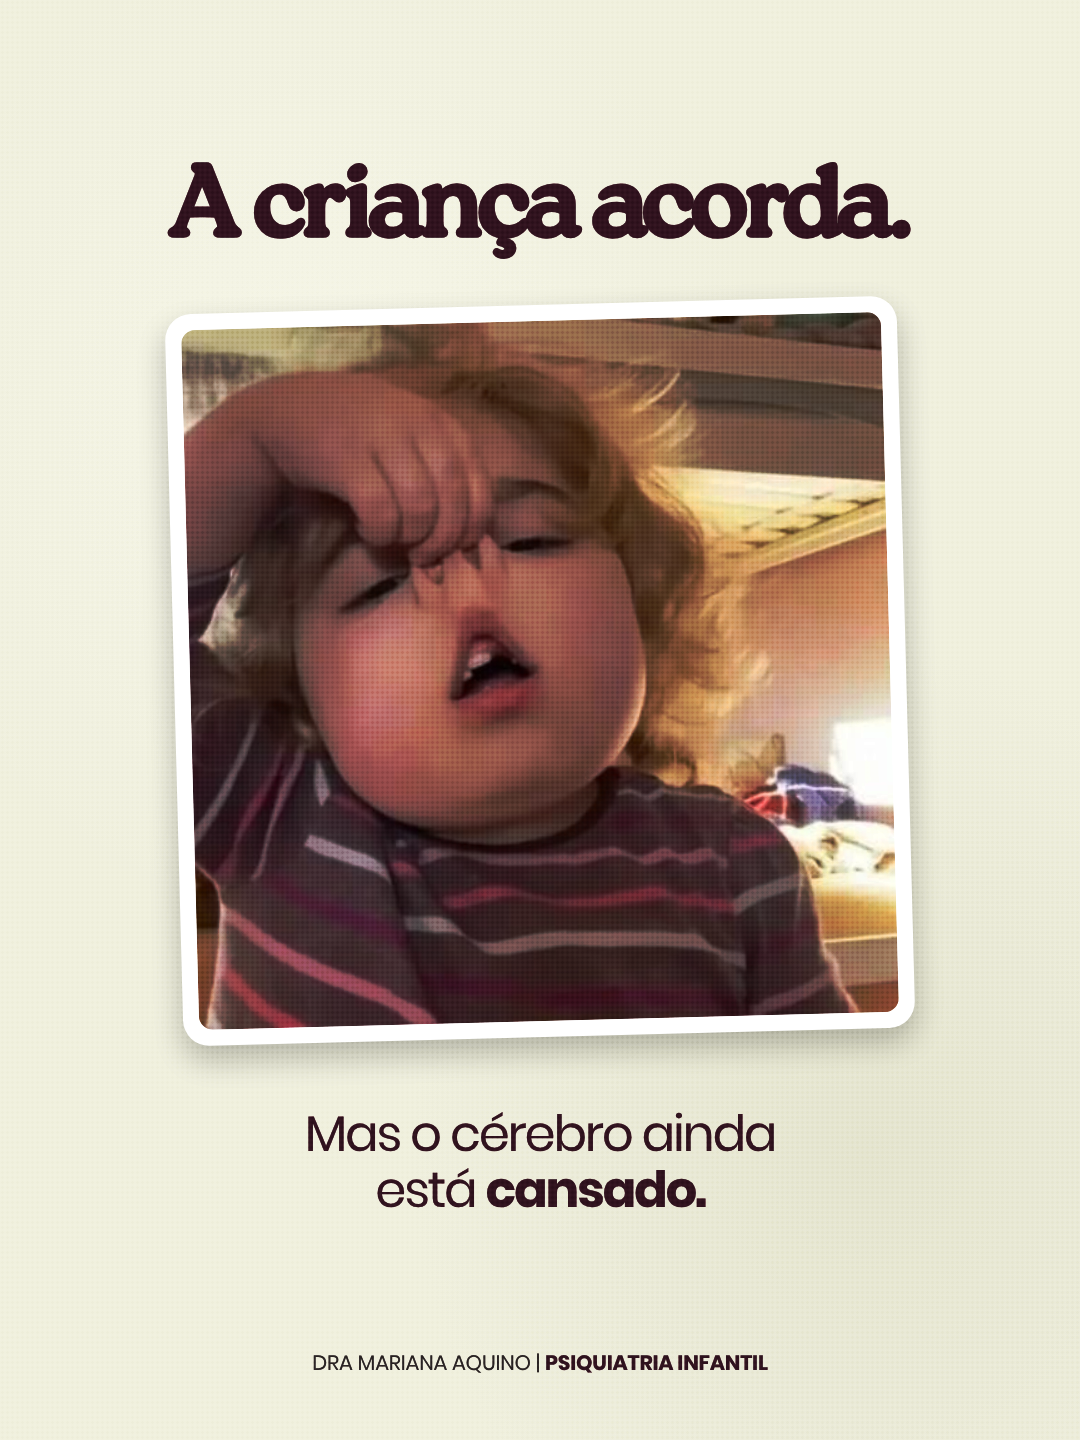 A criança acorda.
Mas o cérebro ainda
está cansado.
DRA MARIANA AQUINO | PSIQUIATRIA INFANTIL